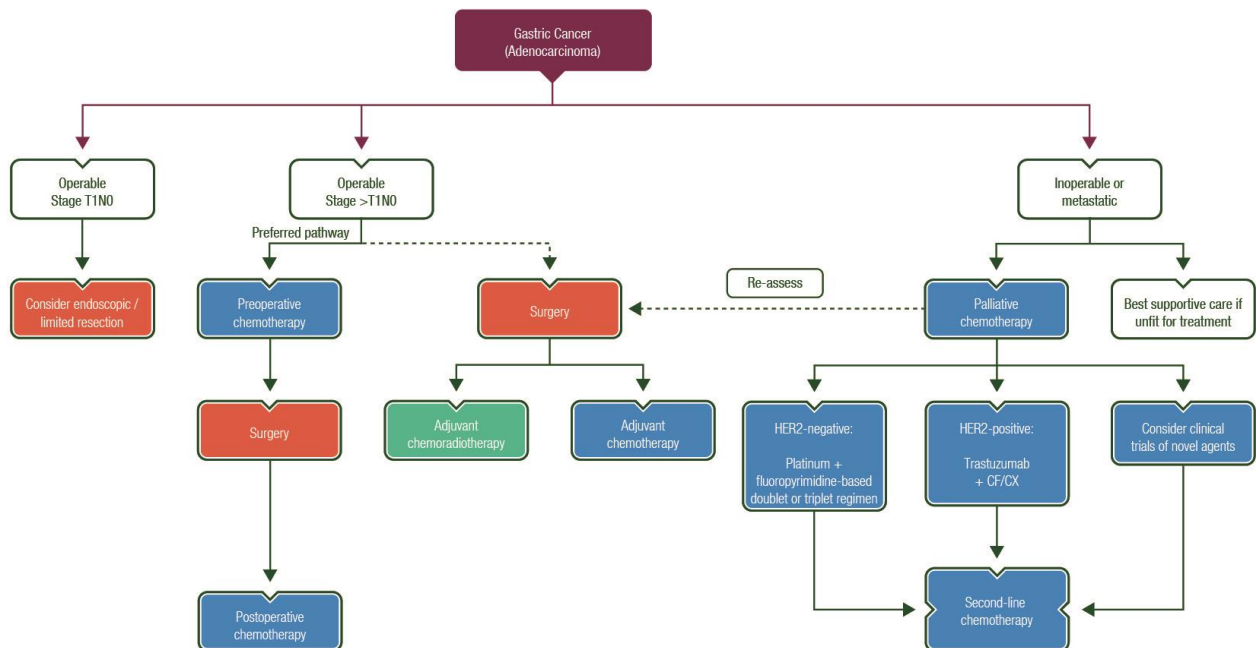 Gastric Cancer
(Adenocarcinoma)
Operable
Stage T1N0
Operable
Stage >T1N0
Inoperable or
metastatic
Preferred pathway
Consider endoscopic /
limited resection
Preoperative
chemotherapy
Surgery
Re-assess
Palliative
chemotherapy
Best supportive care if
unfit for treatment
Surgery
Adjuvant
chemoradiotherapy
Adjuvant
chemotherapy
HER2-negative:
Platinum +
fluoropyrimidine-based
doublet or triplet regimen
HER2-positive:
Trastuzumab
+ CF/CX
Consider clinical
trials of novel agents
Postoperative
chemotherapy
Second-line
chemotherapy